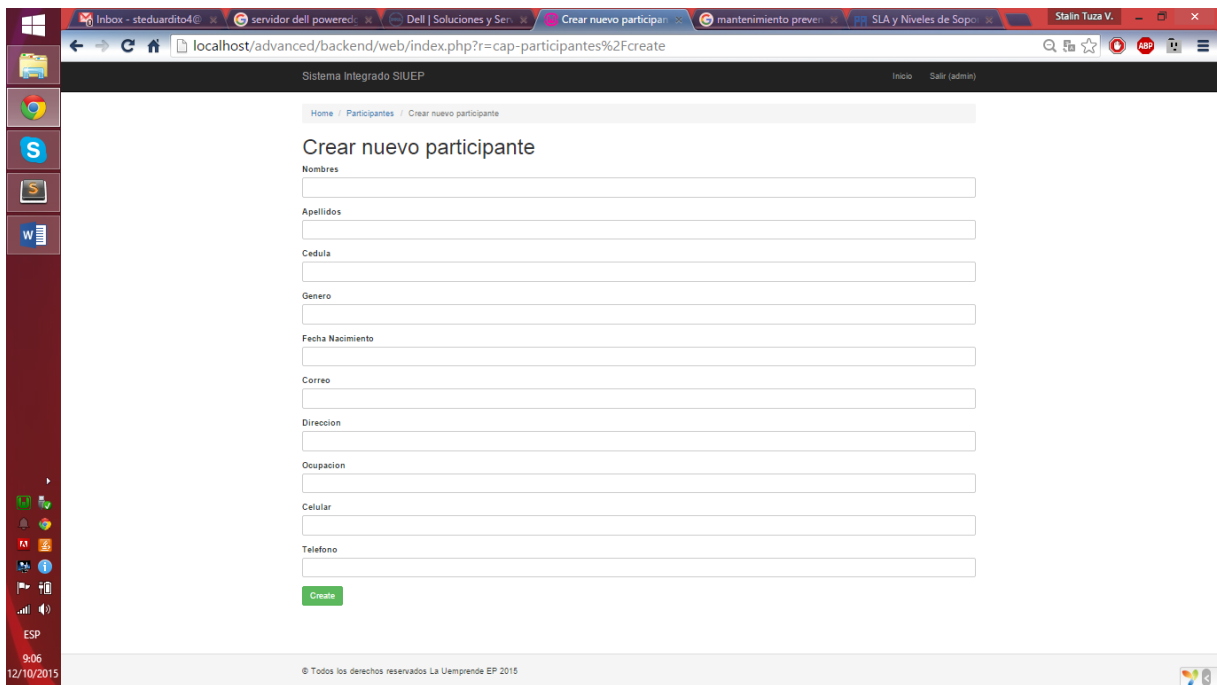 Inbox - steduardito4@
servidor dell poweredg
Dell | Soluciones y Serv
Crear nuevo participan
mantenimiento preven
SLA y Niveles de Sopor
Stalin Tuza V.
localhost/advanced/backend/web/index.php?r=cap-participantes%2Fcreate
ABP
Sistema Integrado SIUEP
Inicio
Salir (admin)
Home / Participantes / Crear nuevo participante
Crear nuevo participante
Nombres
Apellidos
Cedula
Genero
Fecha Nacimiento
Correo
Direccion
Ocupacion
Celular
Telefono
Create
ESP
9:06
12/10/2015
© Todos los derechos reservados La Uemprende EP 2015